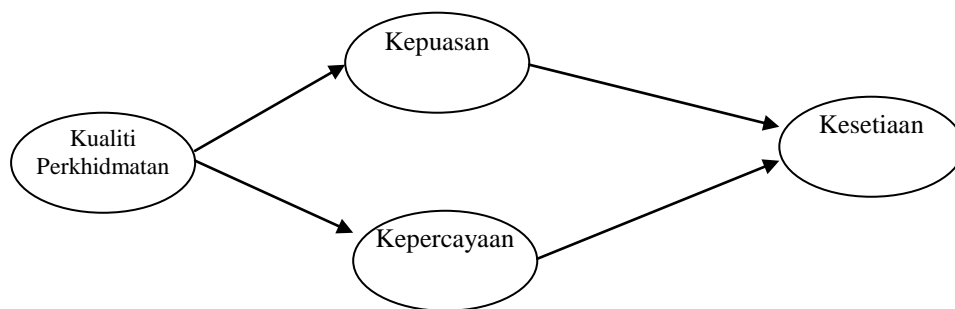 Kepuasan
Kualiti
Perkhidmatan
Kesetiaan
Kepercayaan